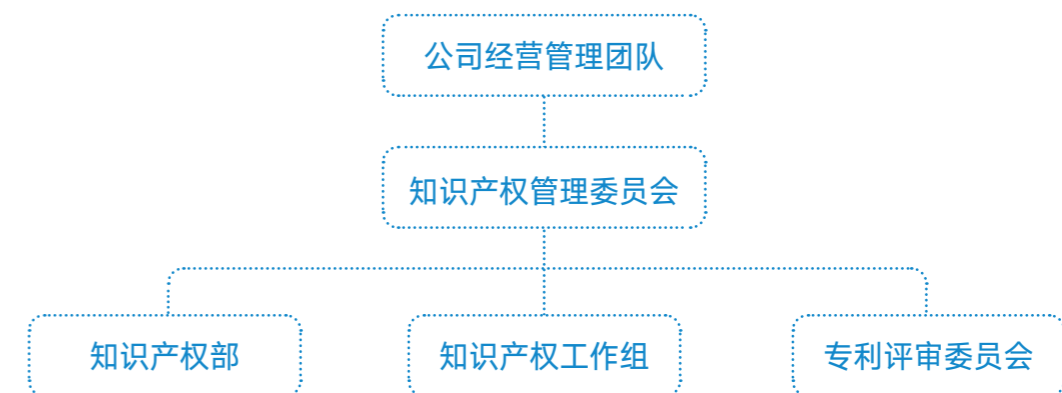 公司经营管理团队
知识产权管理委员会
知识产权部
知识产权工作组
专利评审委员会